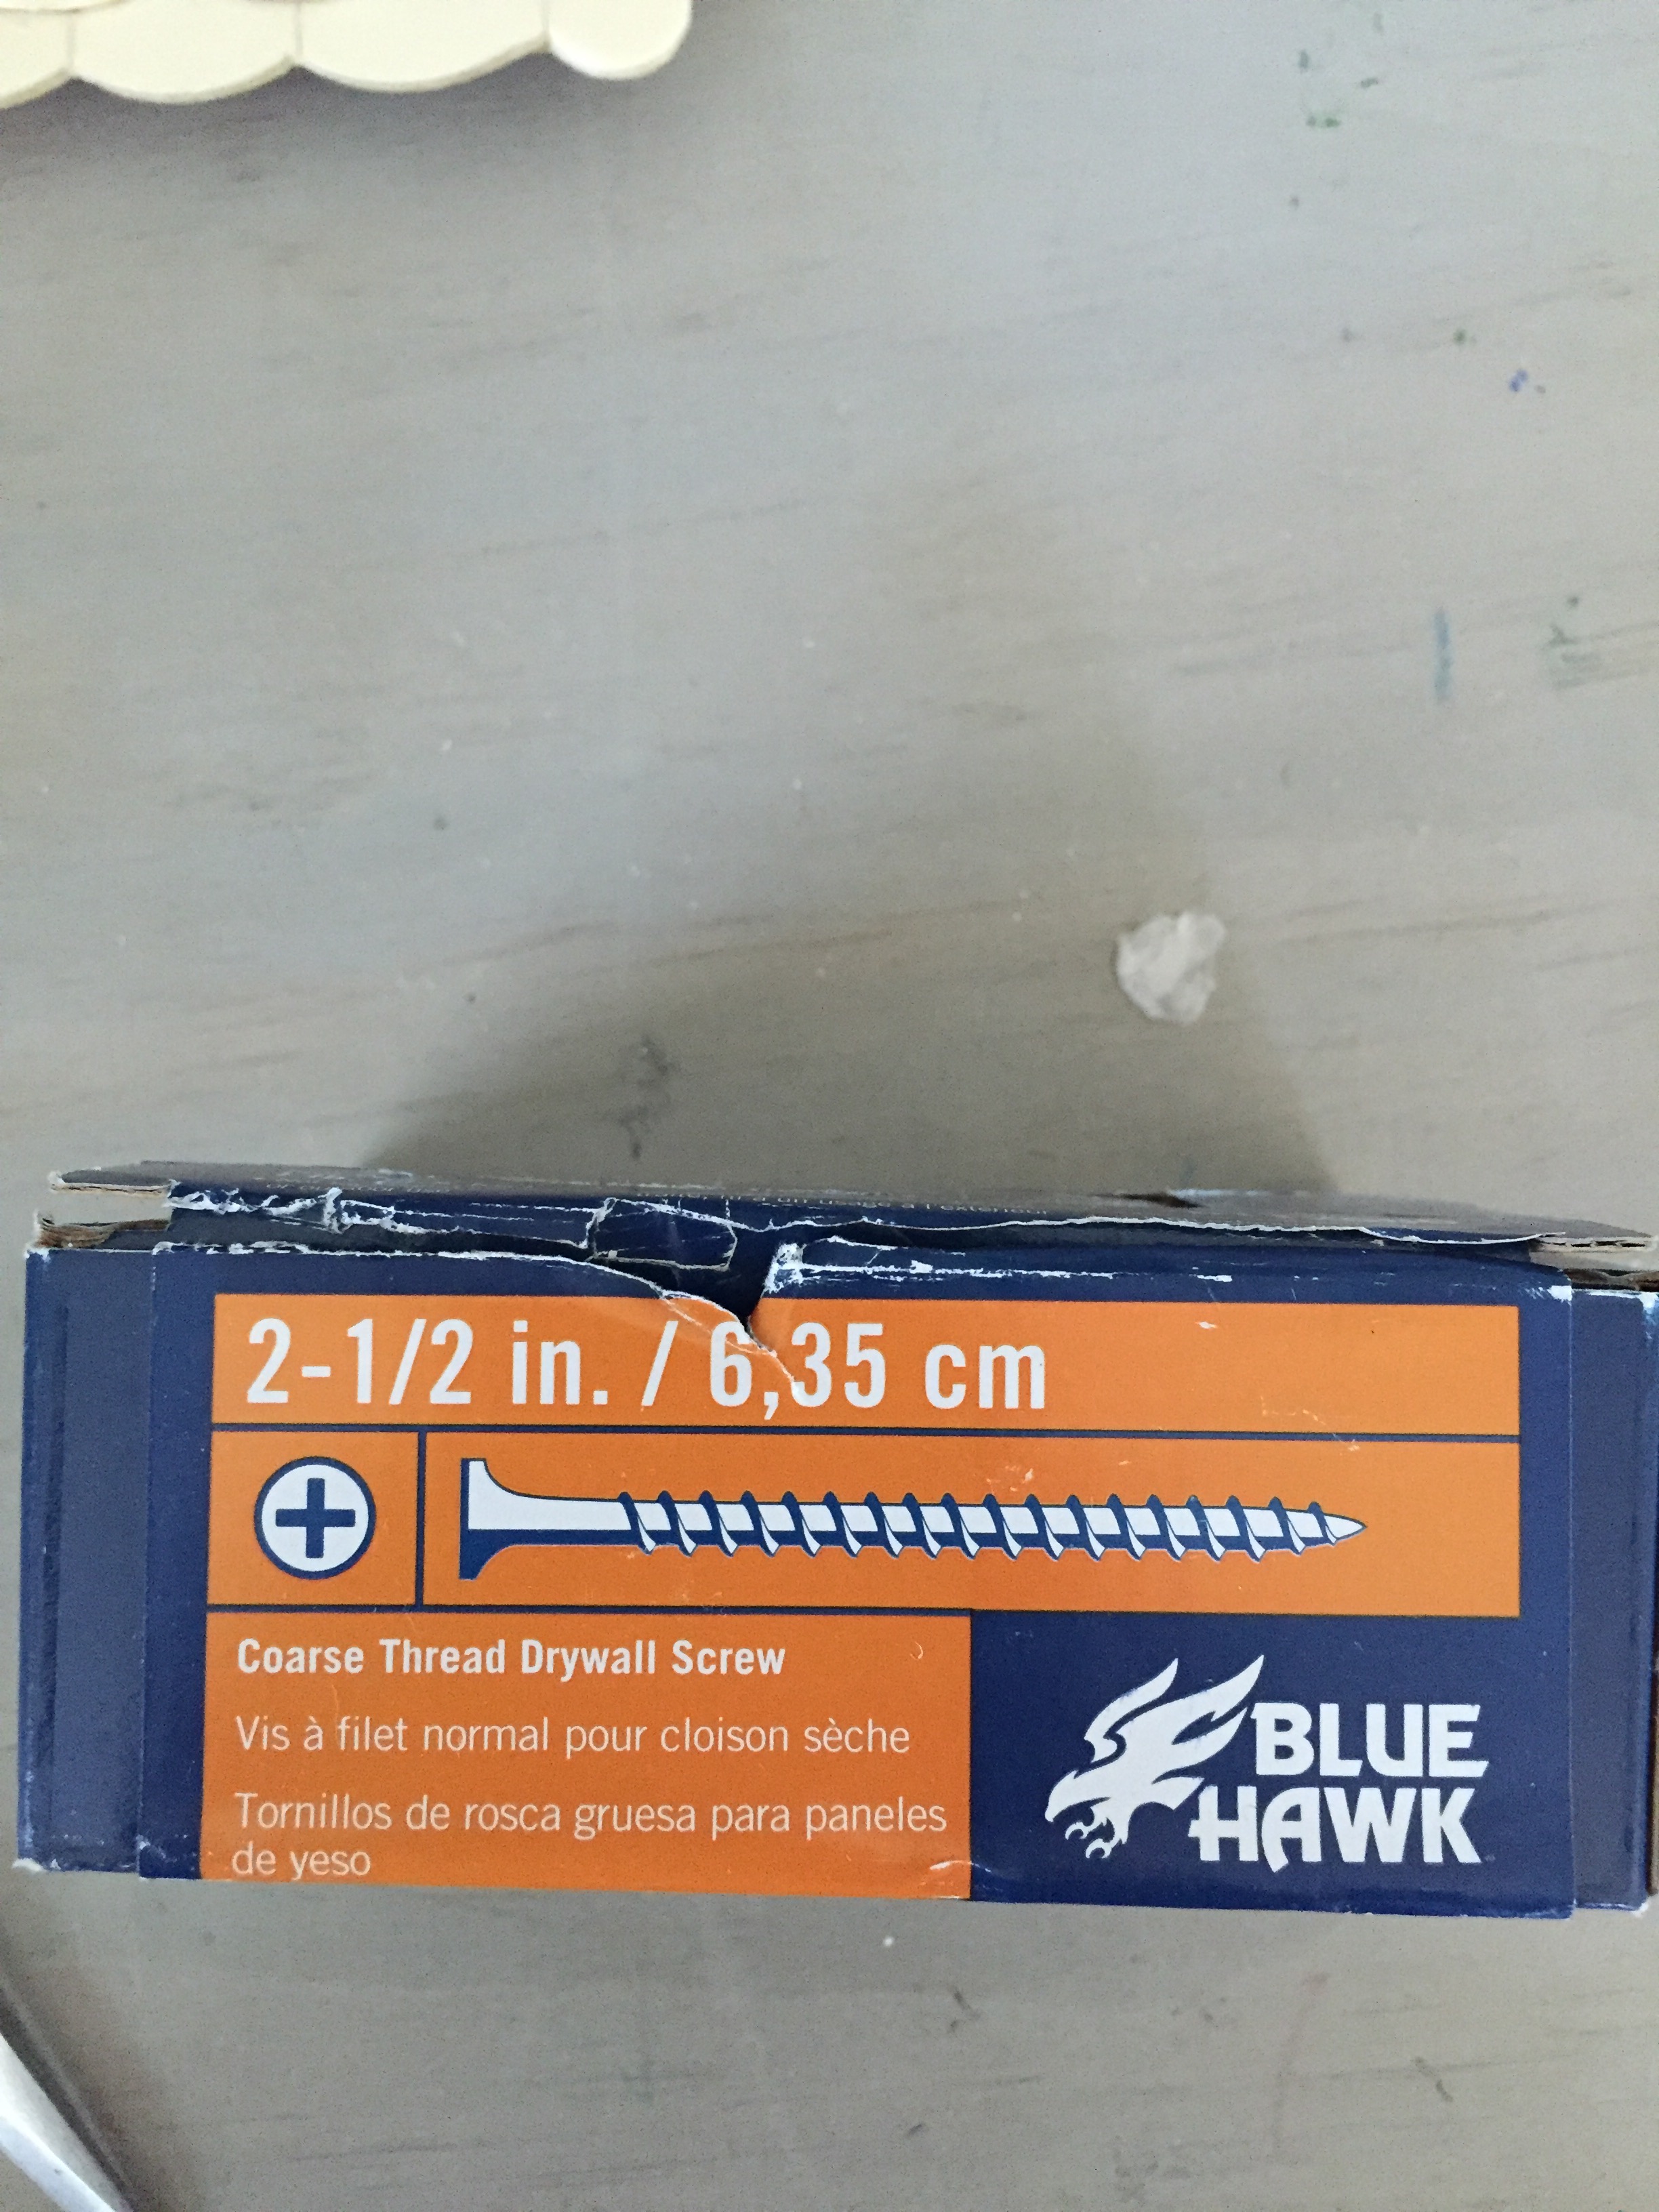 2-1/2 in. / 6,35 cm
Coarse Thread Drywall Screw
Vis à filet normal pour cloison sèche
Tornillos de rosca gruesa para paneles
de yeso
BLUE
HAWK